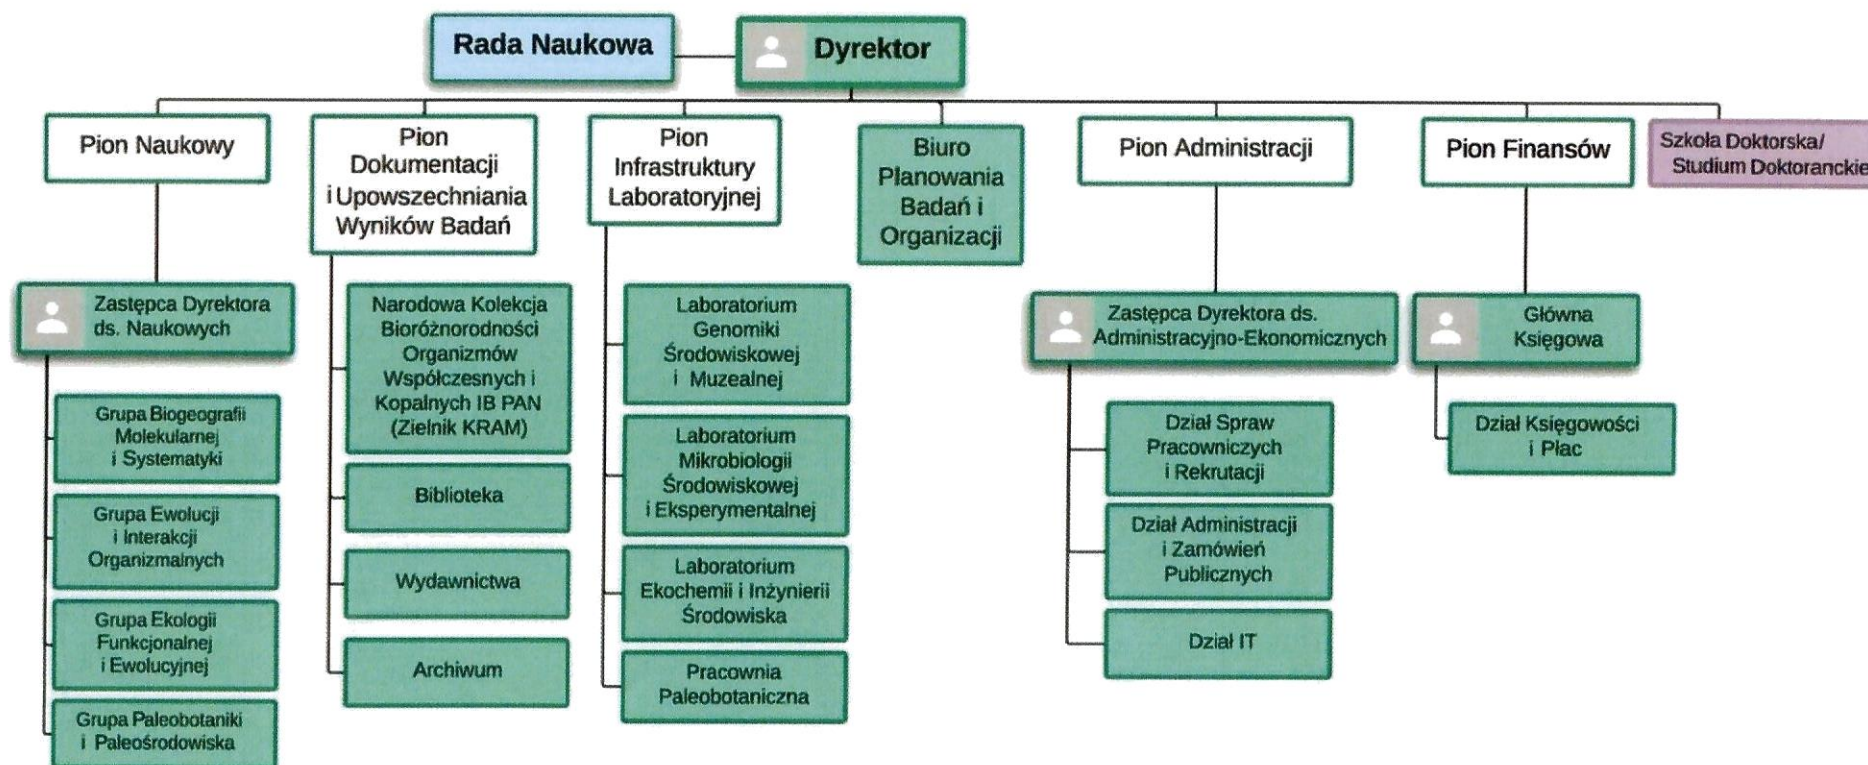 Rada Naukowa
Dyrektor
Pion Naukowy
Pion
Dokumentacji
i Upowszechniania
Wyników Badań
Pion
Infrastruktury
Laboratoryjnej
Biuro
Planowania
Badań i
Organizacji
Pion Administracji
Pion Finansów
Szkoła Doktorska/
Studium Doktoranckie
Zastępca Dyrektora
ds. Naukowych
Grupa Biogeografii
Molekularnej
i Systematyki
Grupa Ewolucji
i Interakcji
Organizmalnych
Grupa Ekologii
Funkcjonalnej
i Ewolucyjnej
Grupa Paleobotaniki
i Paleośrodowiska
Narodowa Kolekcja
Bioróżnorodności
Organizmów
Współczesnych i
Kopalnych IB PAN
(Zielnik KRAM)
Biblioteka
Wydawnictwa
Archiwum
Laboratorium
Genomiki
Środowiskowej
i Muzealnej
Laboratorium
Mikrobiologii
Środowiskowej
i Eksperymentalnej
Laboratorium
Ekochemii i Inżynierii
Środowiska
Pracownia
Paleobotaniczna
Zastępca Dyrektora ds.
Administracyjno-Ekonomicznych
Dział Spraw
Pracowniczych
i Rekrutacji
Dział Administracji
i Zamówień
Publicznych
Dział IT
Główna
Księgowa
Dział Księgowości
i Płac